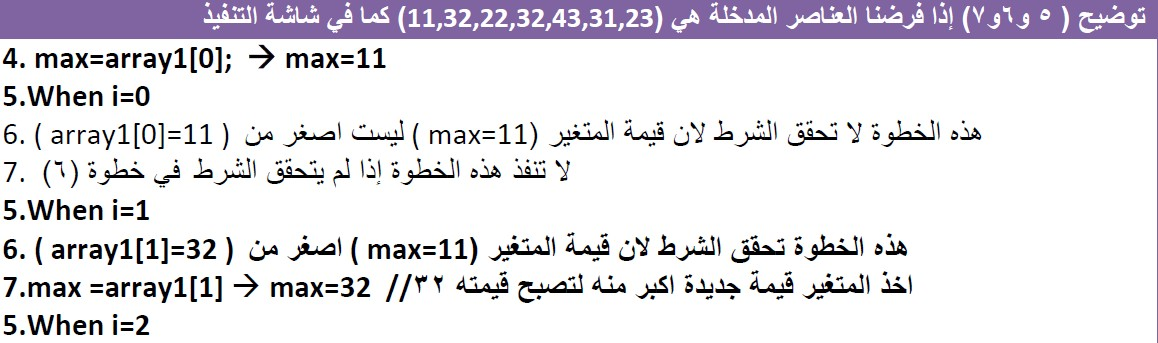 توضيح ( ٥ و٦و٧) إذا فرضنا العناصر المدخلة هي (11,32,22,32,43,31,23) كما في شاشة التنفيذ
4. max=array1[0]; → max=11
5.When i=0
6. ( array1[0]=11 ) هذه الخطوة لا تحقق الشرط لان قيمة المتغير (max=11 ) ليست اصغر من
7. لا تنفذ هذه الخطوة إذا لم يتحقق الشرط في خطوة (٦)
5.When i=1
6. ( array1[1]=32 ) هذه الخطوة تحقق الشرط لان قيمة المتغير (max=11 ) اصغر من
7.max =array1[1] → max=32 //اخذ المتغير قيمة جديدة اكبر منه لتصبح قيمته ٣٢
5.When i=2